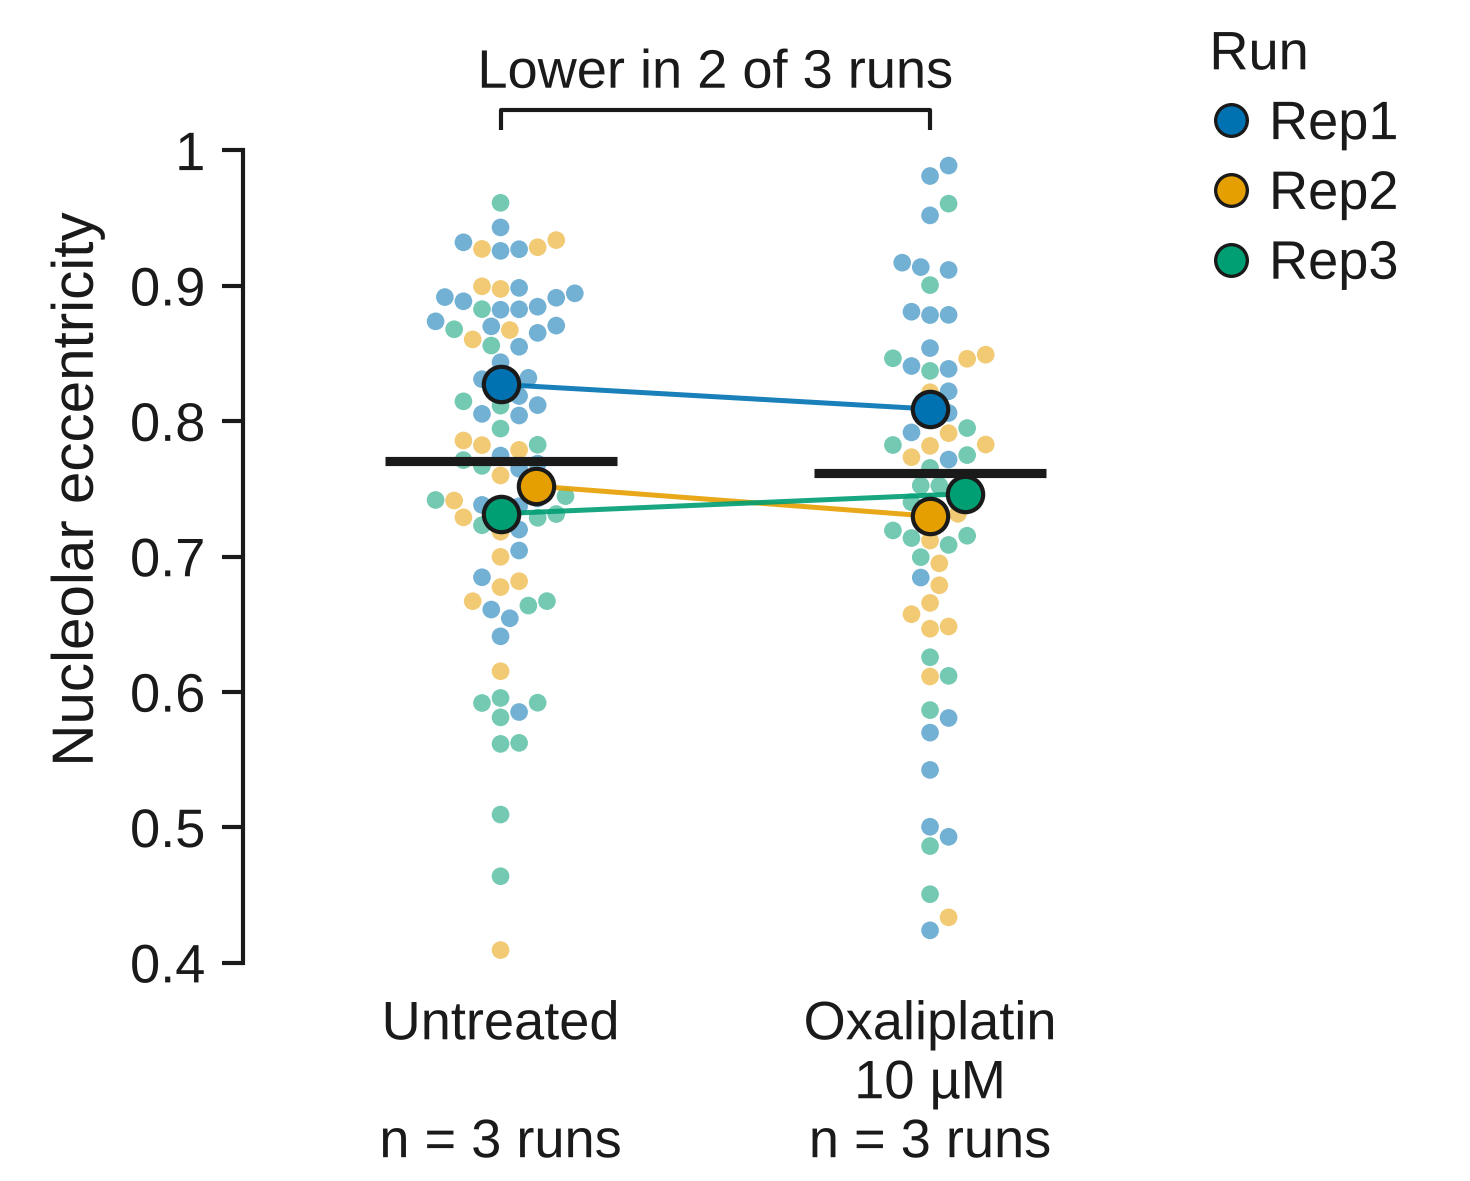 Lower in 2 of 3 runs
Run
Rep1
Rep2
Rep3
Nucleolar eccentricity
1
0.9
0.8
0.7
0.6
0.5
0.4
Untreated
n = 3 runs
Oxaliplatin
10 µM
n = 3 runs